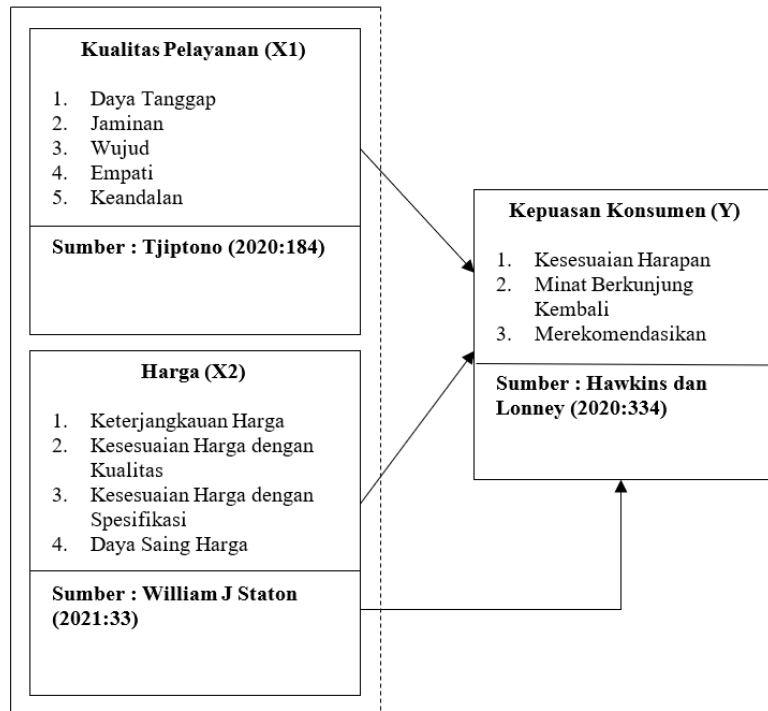 Kualitas Pelayanan (X1)
1. Daya Tanggap
2. Jaminan
3. Wujud
4. Empati
5. Keandalan
Sumber : Tjiptono (2020:184)
Harga (X2)
1. Keterjangkauan Harga
2. Kesesuaian Harga dengan
Kualitas
3. Kesesuaian Harga dengan
Spesifikasi
4. Daya Saing Harga
Sumber : William J Staton
(2021:33)
Kepuasan Konsumen (Y)
1. Kesesuaian Harapan
2. Minat Berkunjung
Kembali
3. Merekomendasikan
Sumber : Hawkins dan
Lonney (2020:334)